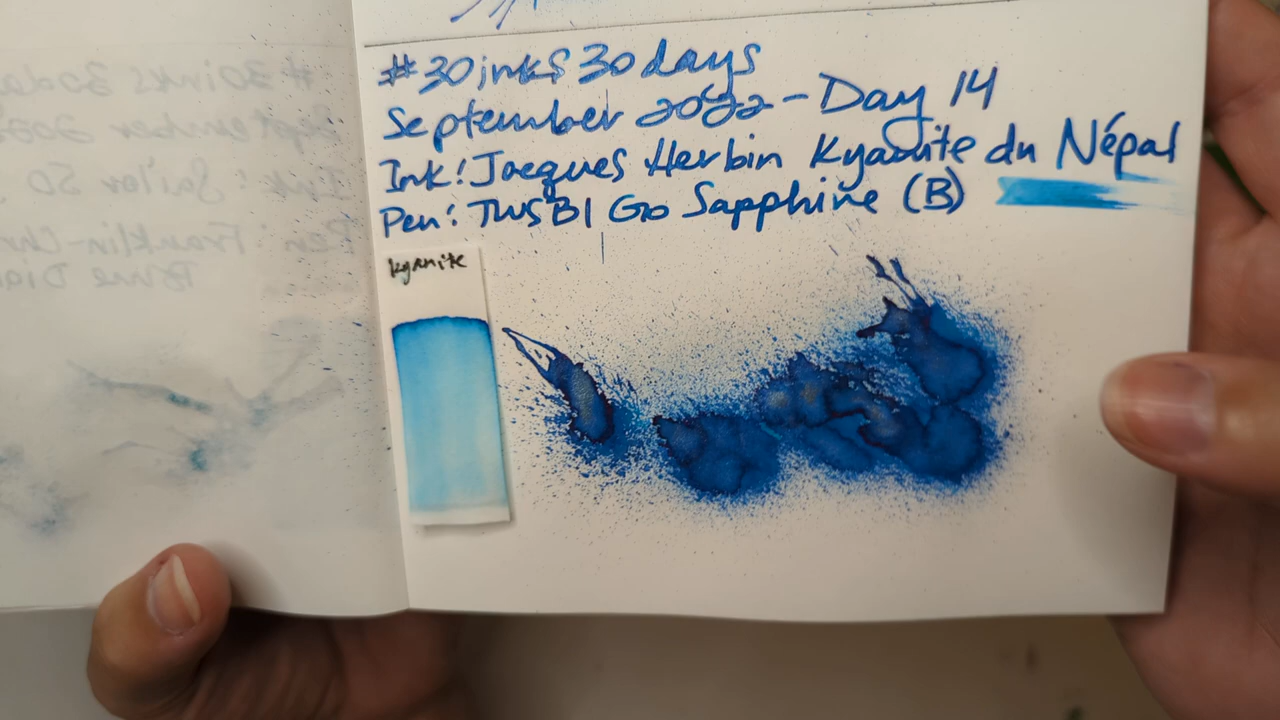 #30inks30days
September 2022 - Day 14
Ink: Jacques Herbin Kyanite du Népal
Pen: TWSBI Go Sapphire (B)
kyanite